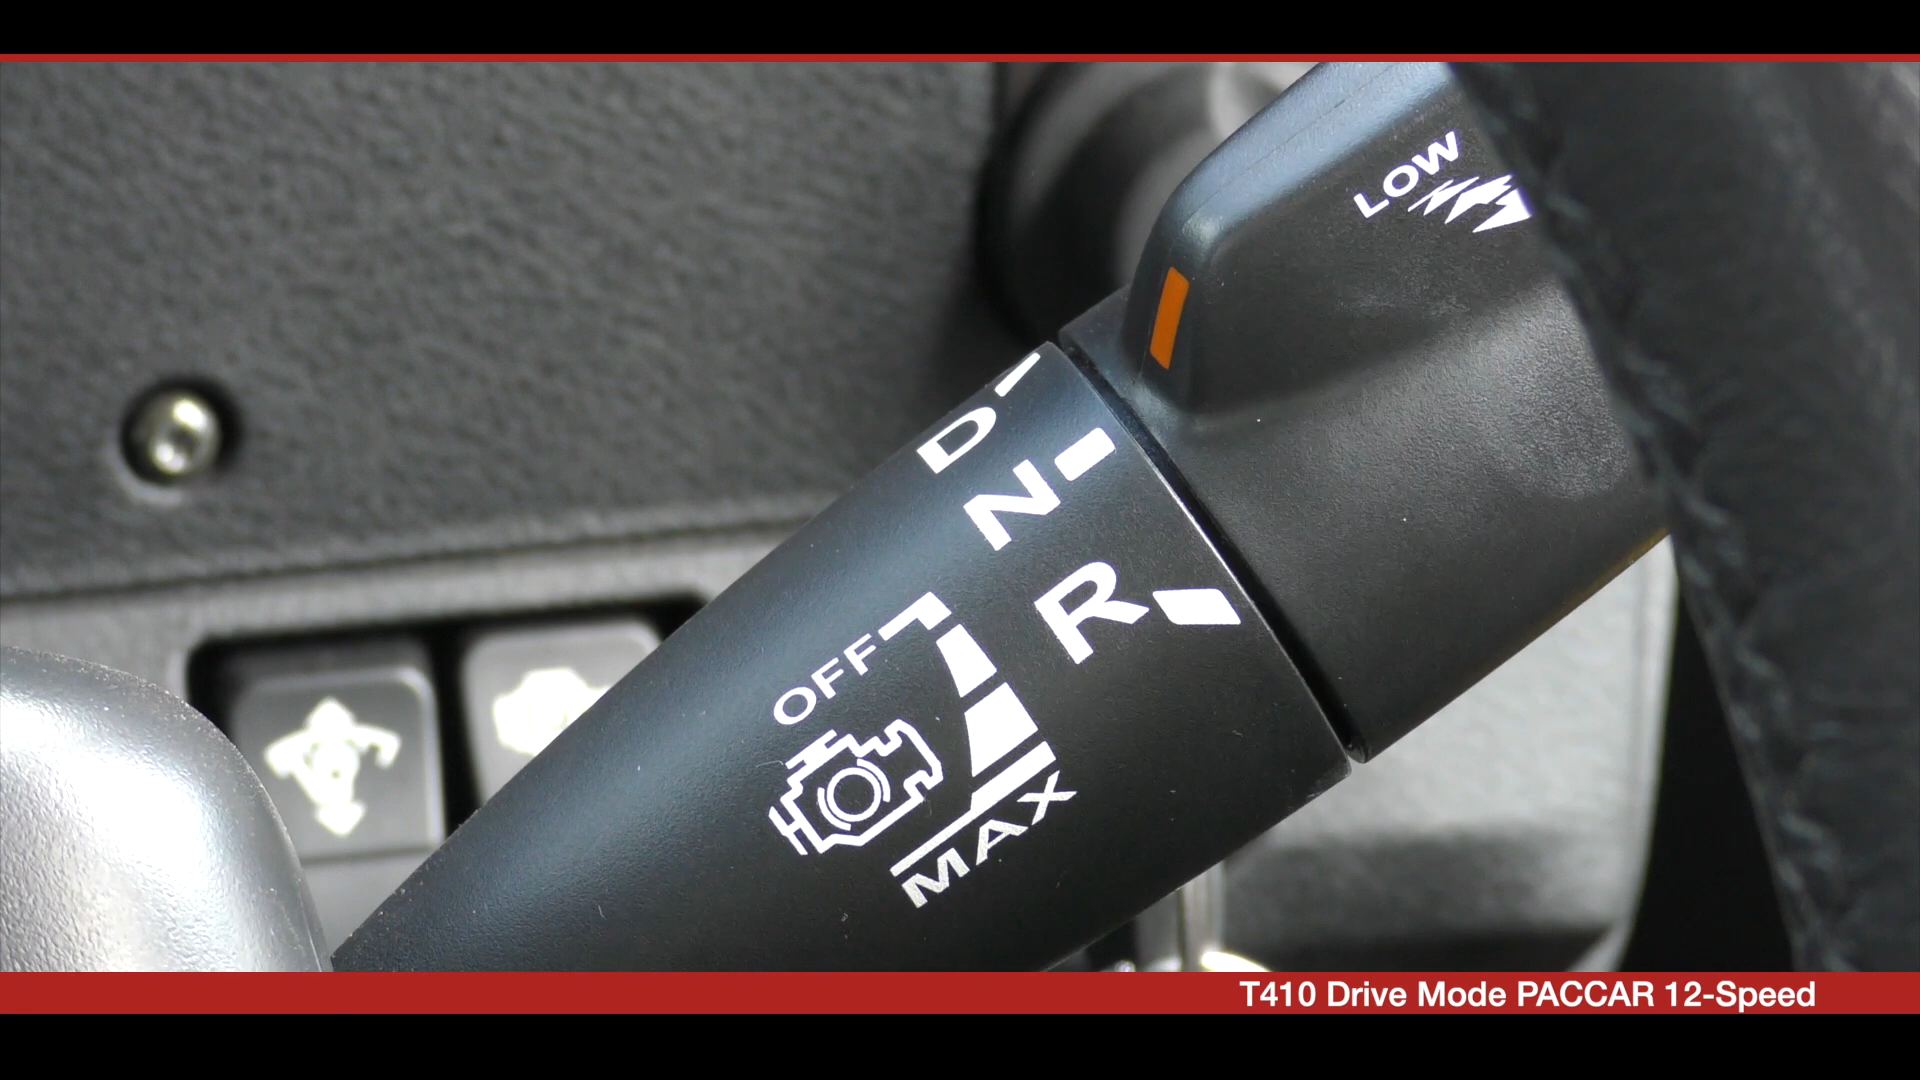 LOW
D
N
R
OFF
MAX
T410 Drive Mode PACCAR 12-Speed